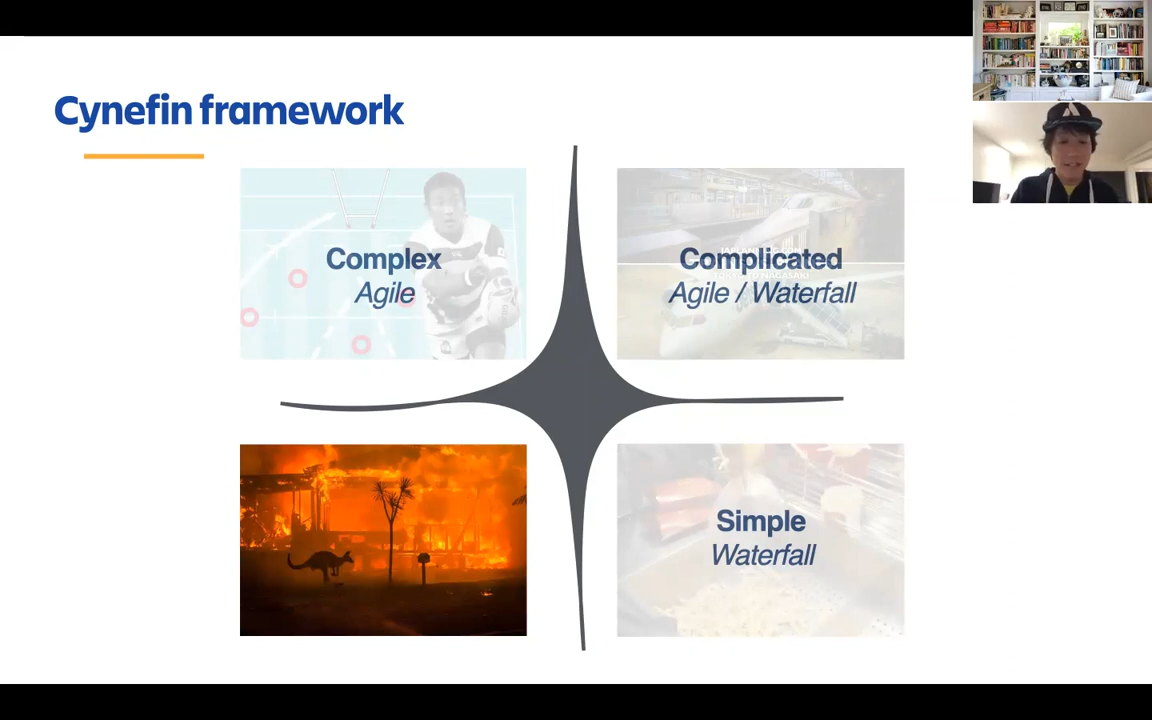 Cynefin framework
Complex
Agile
Complicated
Agile / Waterfall
Simple
Waterfall